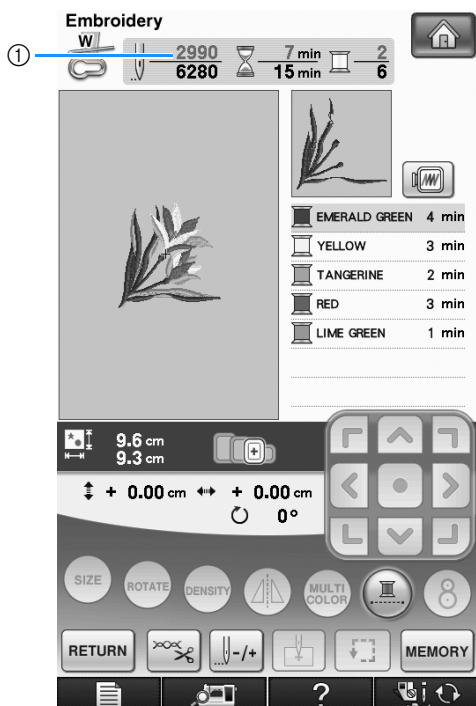 Embroidery
W
① 2990 7 min 2
6280 15 min 6
EMERALD GREEN 4 min
YELLOW 3 min
TANGERINE 2 min
RED 3 min
LIME GREEN 1 min
9.6 cm
9.3 cm
+ 0.00 cm + 0.00 cm
0°
SIZE ROTATE DENSITY MULTI COLOR 8
RETURN -/+ MEMORY
?